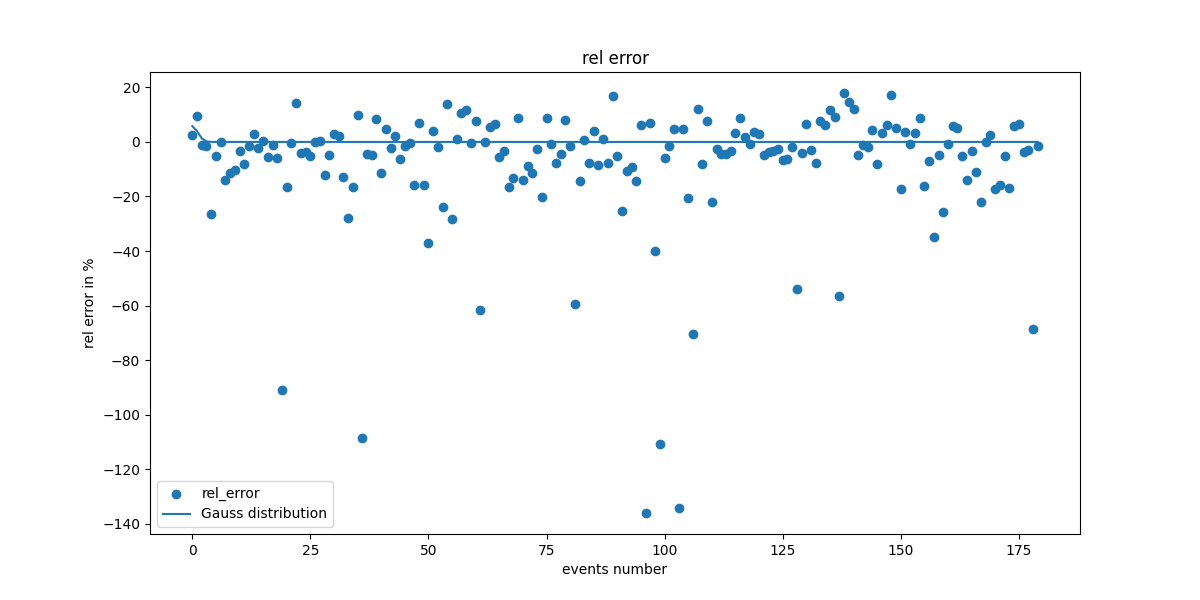 rel error
20
0
−20
−40
−60
−80
−100
−120
−140
rel error in %
rel_error
Gauss distribution
0 25 50 75 100 125 150 175
events number